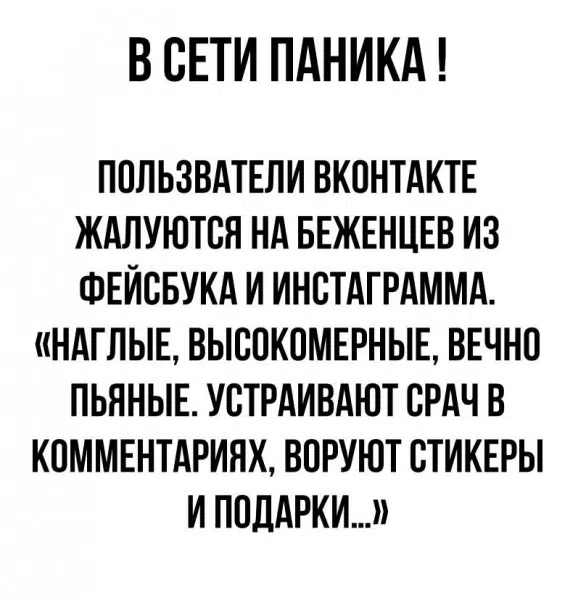 В СЕТИ ПАНИКА !
ПОЛЬЗВАТЕЛИ ВКОНТАКТЕ
ЖАЛУЮТСЯ НА БЕЖЕНЦЕВ ИЗ
ФЕЙСБУКА И ИНСТАГРАММА.
«НАГЛЫЕ, ВЫСОКОМЕРНЫЕ, ВЕЧНО
ПЬЯНЫЕ. УСТРАИВАЮТ СРАЧ В
КОММЕНТАРИЯХ, ВОРУЮТ СТИКЕРЫ
И ПОДАРКИ...»